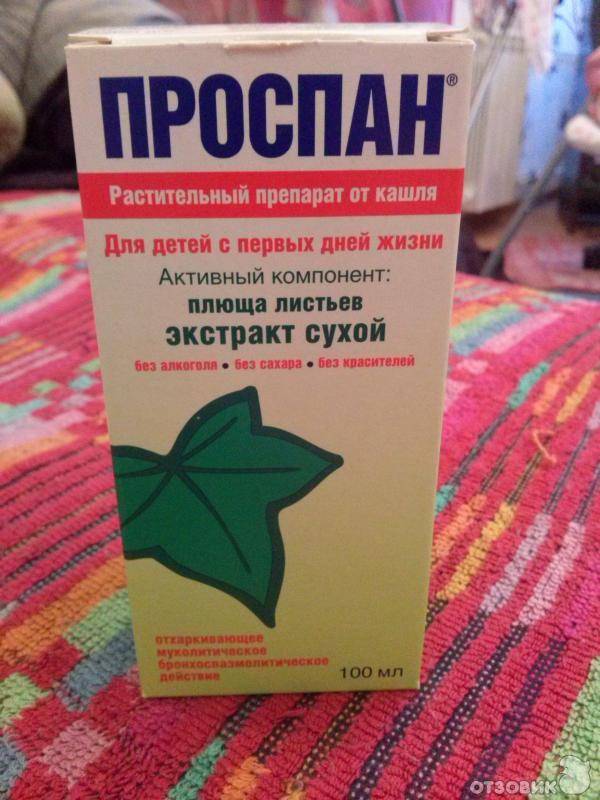 ПРОСПАН®
Растительный препарат от кашля
Для детей с первых дней жизни
Активный компонент:
плюща листьев
экстракт сухой
без алкоголя • без сахара • без красителей
отхаркивающее
муколитическое
бронхоспазмолитическое
действие
100 мл
ОТЗОВИК